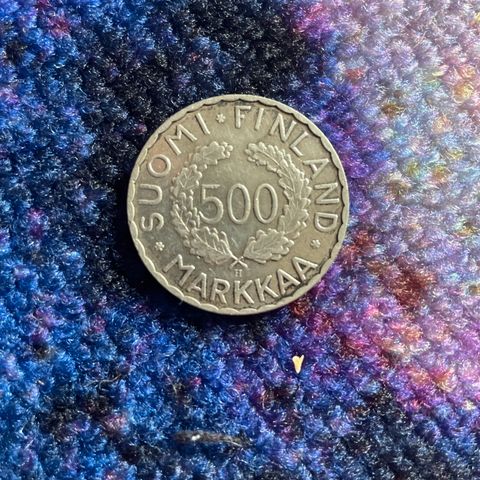 SUOMI * FINLAND *
500
H
MARKKAA *